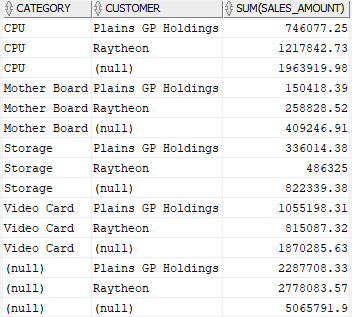 CATEGORY CUSTOMER SUM(SALES_AMOUNT)
CPU Plains GP Holdings 746077.25
CPU Raytheon 1217842.73
CPU (null) 1963919.98
Mother Board Plains GP Holdings 150418.39
Mother Board Raytheon 258828.52
Mother Board (null) 409246.91
Storage Plains GP Holdings 336014.38
Storage Raytheon 486325
Storage (null) 822339.38
Video Card Plains GP Holdings 1055198.31
Video Card Raytheon 815087.32
Video Card (null) 1870285.63
(null) Plains GP Holdings 2287708.33
(null) Raytheon 2778083.57
(null) (null) 5065791.9